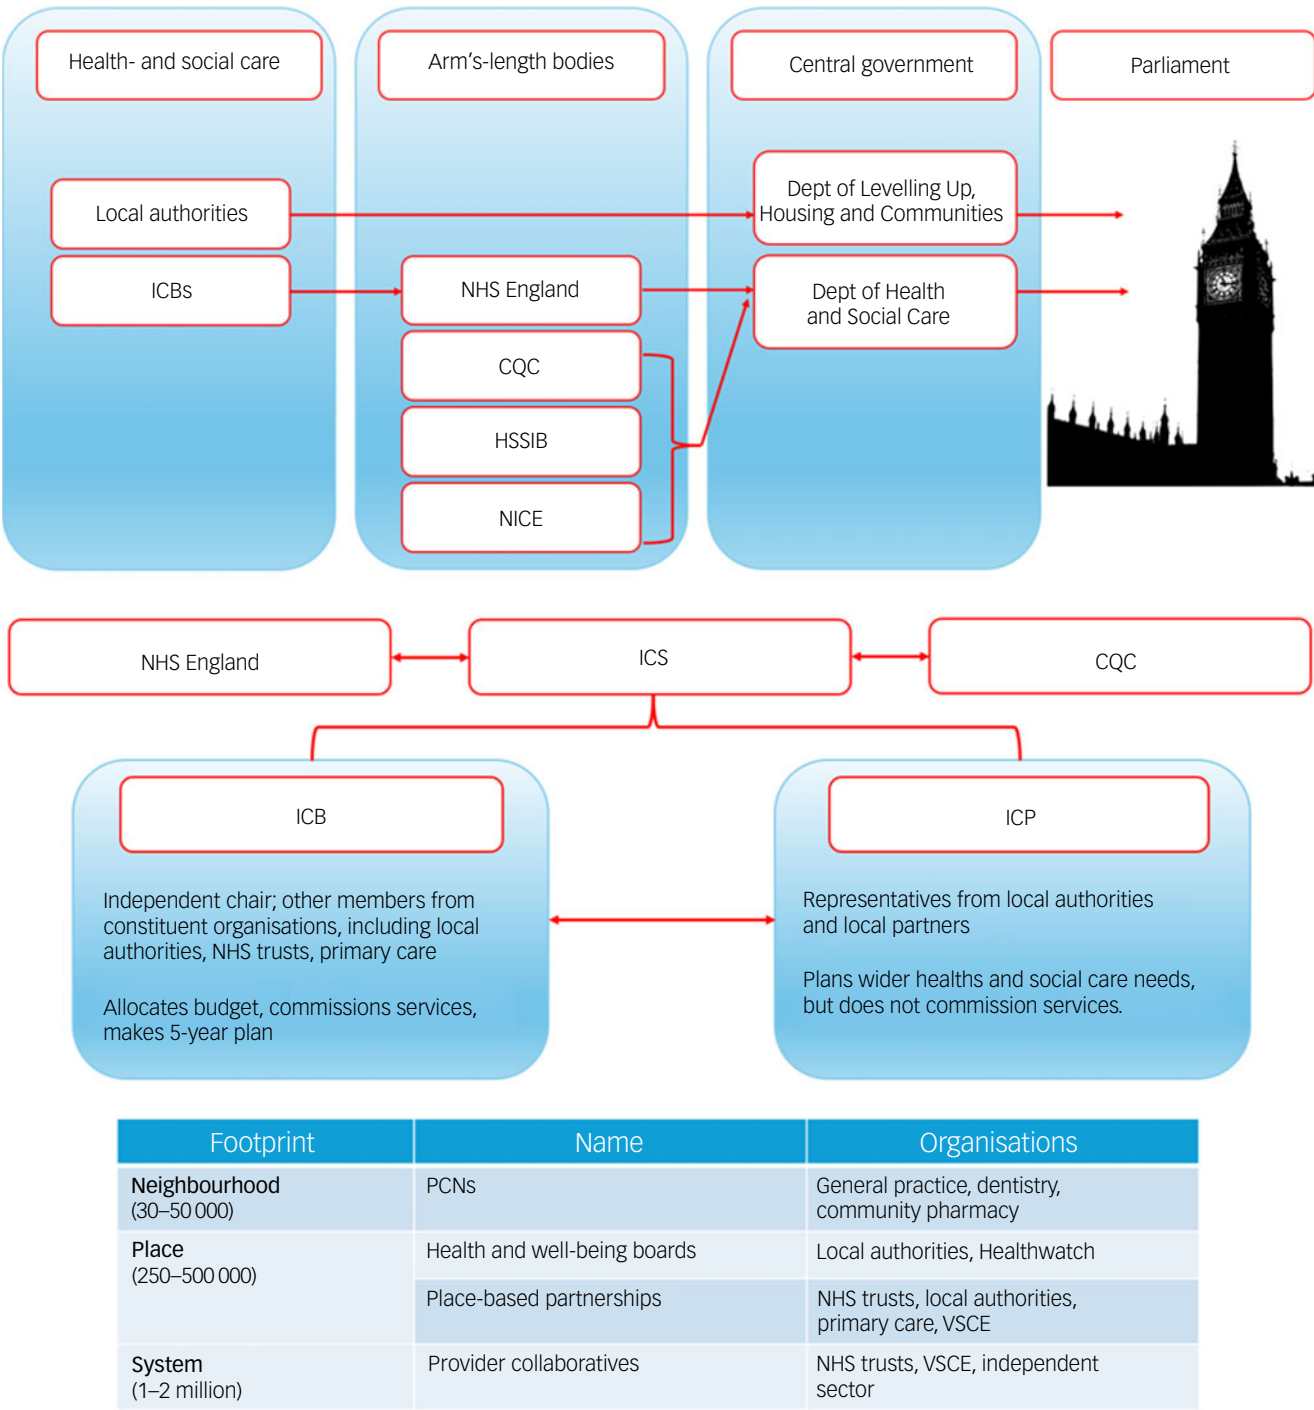 Health- and social care
Arm's-length bodies
Central government
Parliament
Local authorities
Dept of Levelling Up,
Housing and Communities
ICBs
NHS England
Dept of Health
and Social Care
CQC
HSSIB
NICE
NHS England
ICS
CQC
ICB
Independent chair; other members from
constituent organisations, including local
authorities, NHS trusts, primary care
Allocates budget, commissions services,
makes 5-year plan
ICP
Representatives from local authorities
and local partners
Plans wider healths and social care needs,
but does not commission services.
Footprint
Name
Organisations
Neighbourhood
(30–50 000)
PCNs
General practice, dentistry,
community pharmacy
Place
(250–500 000)
Health and well-being boards
Local authorities, Healthwatch
Place-based partnerships
NHS trusts, local authorities,
primary care, VSCE
System
(1–2 million)
Provider collaboratives
NHS trusts, VSCE, independent
sector